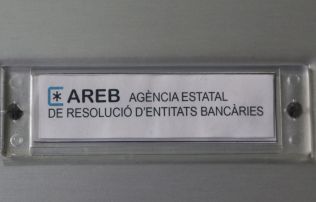 AREB AGÈNCIA ESTATAL
DE RESOLUCIÓ D'ENTITATS BANCÀRIES